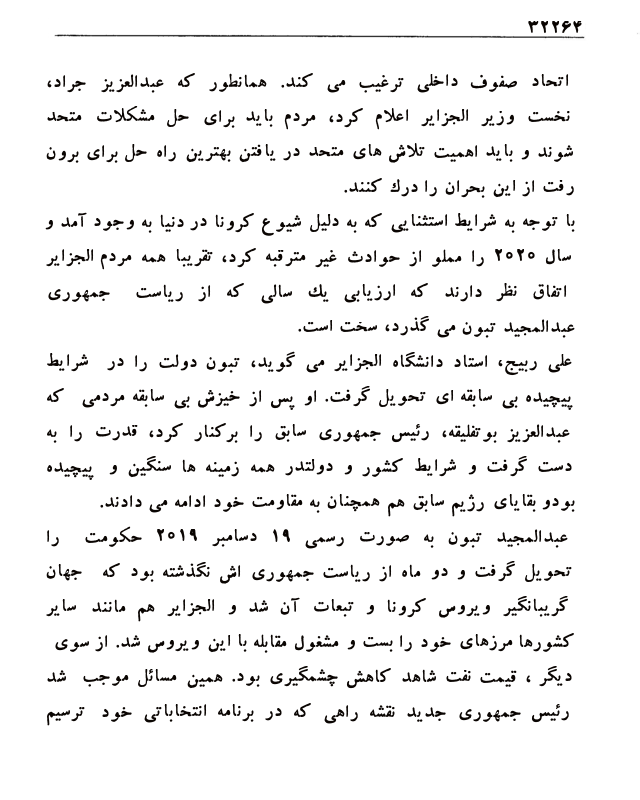 ۳۲۲۶۴
اتحاد صفوف داخلی ترغیب می کند. همانطور که عبدالعزیز جراد،
نخست وزیر الجزایر اعلام کرد، مردم باید برای حل مشکلات متحد
شوند و باید اهمیت تلاش های متحد در یافتن بهترین راه حل برای برون
رفت از این بحران را درك کنند.
با توجه به شرایط استثنایی که به دلیل شیوع کرونا در دنیا به وجود آمد و
سال ۲۰۲۰ را مملو از حوادث غیر مترقبه کرد، تقریبا همه مردم الجزایر
اتفاق نظر دارند که ارزیابی یك سالی که از ریاست جمهوری
عبدالمجید تبون می گذرد، سخت است.
علی ربیج، استاد دانشگاه الجزایر می گوید، تبون دولت را در شرایط
پیچیده بی سابقه ای تحویل گرفت. او پس از خیزش بی سابقه مردمی که
عبدالعزیز بوتفلیقه، رئیس جمهوری سابق را برکنار کرد، قدرت را به
دست گرفت و شرایط کشور و دولتدر همه زمینه ها سنگین و پیچیده
بودو بقایای رژیم سابق هم همچنان به مقاومت خود ادامه می دادند.
عبدالمجید تبون به صورت رسمی ۱۹ دسامبر ۲۰۱۹ حکومت را
تحویل گرفت و دو ماه از ریاست جمهوری اش نگذشته بود که جهان
گریبانگیر ویروس کرونا و تبعات آن شد و الجزایر هم مانند سایر
کشورها مرزهای خود را بست و مشغول مقابله با این ویروس شد. از سوی
دیگر ، قیمت نفت شاهد کاهش چشمگیری بود. همین مسائل موجب شد
رئیس جمهوری جدید نقشه راهی که در برنامه انتخاباتی خود ترسیم